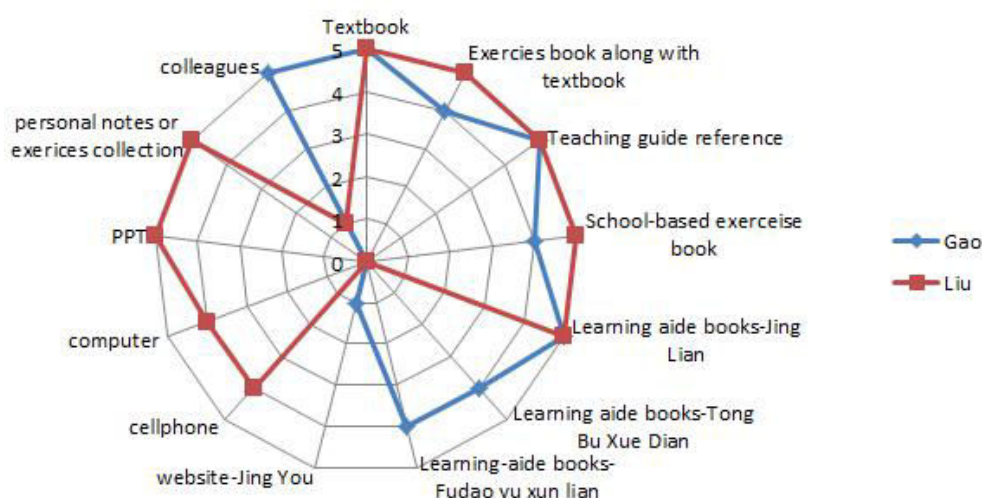 Textbook
Exercies book along with
textbook
Teaching guide reference
School-based exerceise
book
Learning aide books-Jing
Lian
Learning aide books-Tong
Bu Xue Dian
Learning-aide books-
Fudao yu xun lian
website-Jing You
cellphone
computer
PPT
personal notes or
exerices collection
colleagues
5
4
3
2
1
0
Gao
Liu